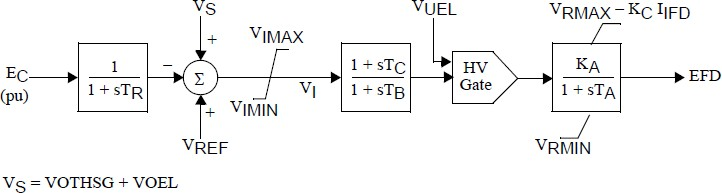 VS
VIMAX
VUEL
VRMAX – KC IIFD
EC
(pu)
1
1 + sTR
–
+
Σ
+
VIMIN
VI
1 + sTC
1 + sTB
HV
Gate
KA
1 + sTA
EFD
VREF
VRMIN
VS = VOTHSG + VOEL